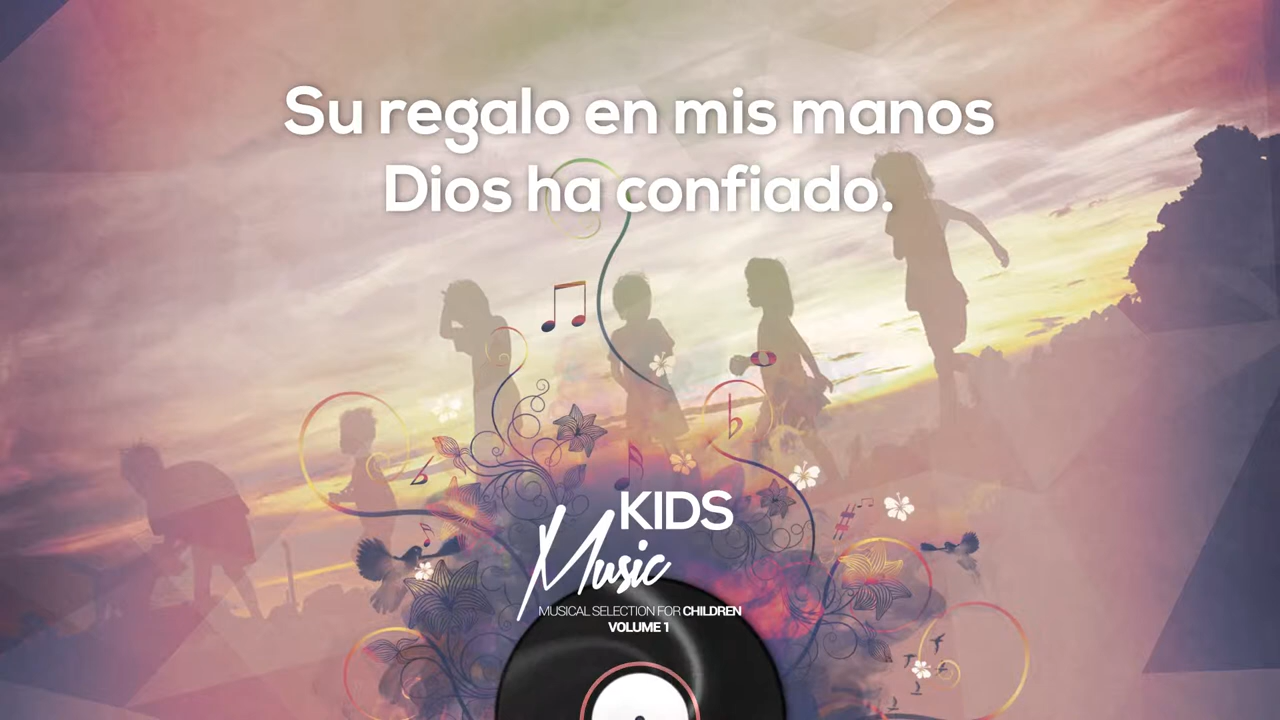 Su regalo en mis manos
Dios ha confiado.
KIDS
Music
MUSICAL SELECTION FOR CHILDREN
VOLUME 1